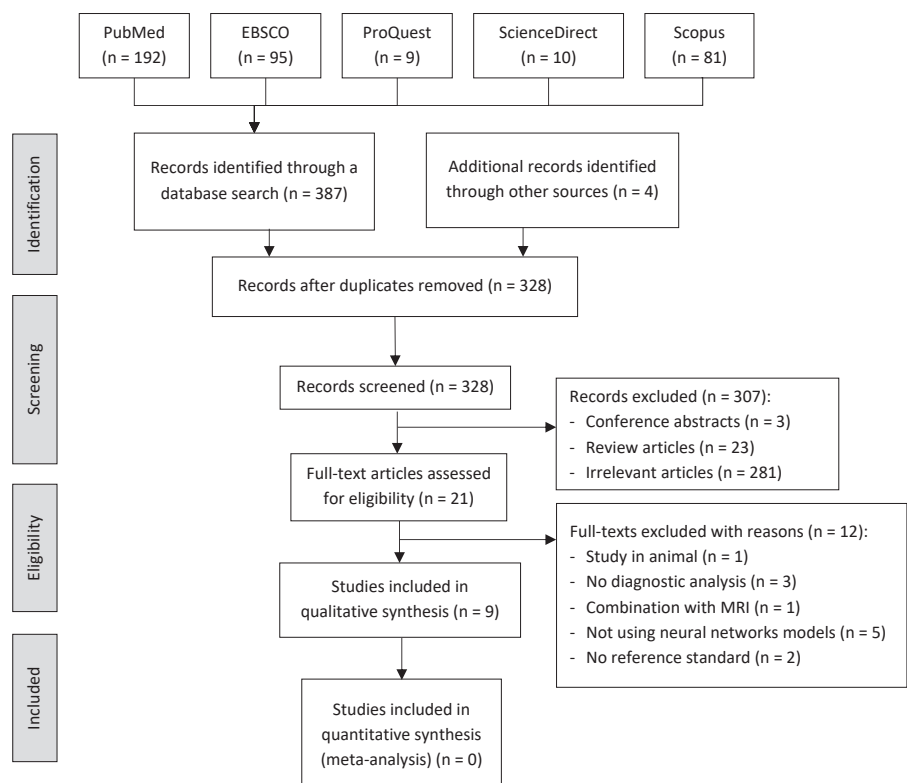 PubMed
(n = 192)
EBSCO
(n = 95)
ProQuest
(n = 9)
ScienceDirect
(n = 10)
Scopus
(n = 81)
Identification
Records identified through a
database search (n = 387)
Additional records identified
through other sources (n = 4)
Records after duplicates removed (n = 328)
Screening
Records screened (n = 328)
Records excluded (n = 307):
- Conference abstracts (n = 3)
- Review articles (n = 23)
- Irrelevant articles (n = 281)
Full-text articles assessed
for eligibility (n = 21)
Eligibility
Full-texts excluded with reasons (n = 12):
- Study in animal (n = 1)
- No diagnostic analysis (n = 3)
- Combination with MRI (n = 1)
- Not using neural networks models (n = 5)
- No reference standard (n = 2)
Studies included in
qualitative synthesis (n = 9)
Included
Studies included in
quantitative synthesis
(meta-analysis) (n = 0)